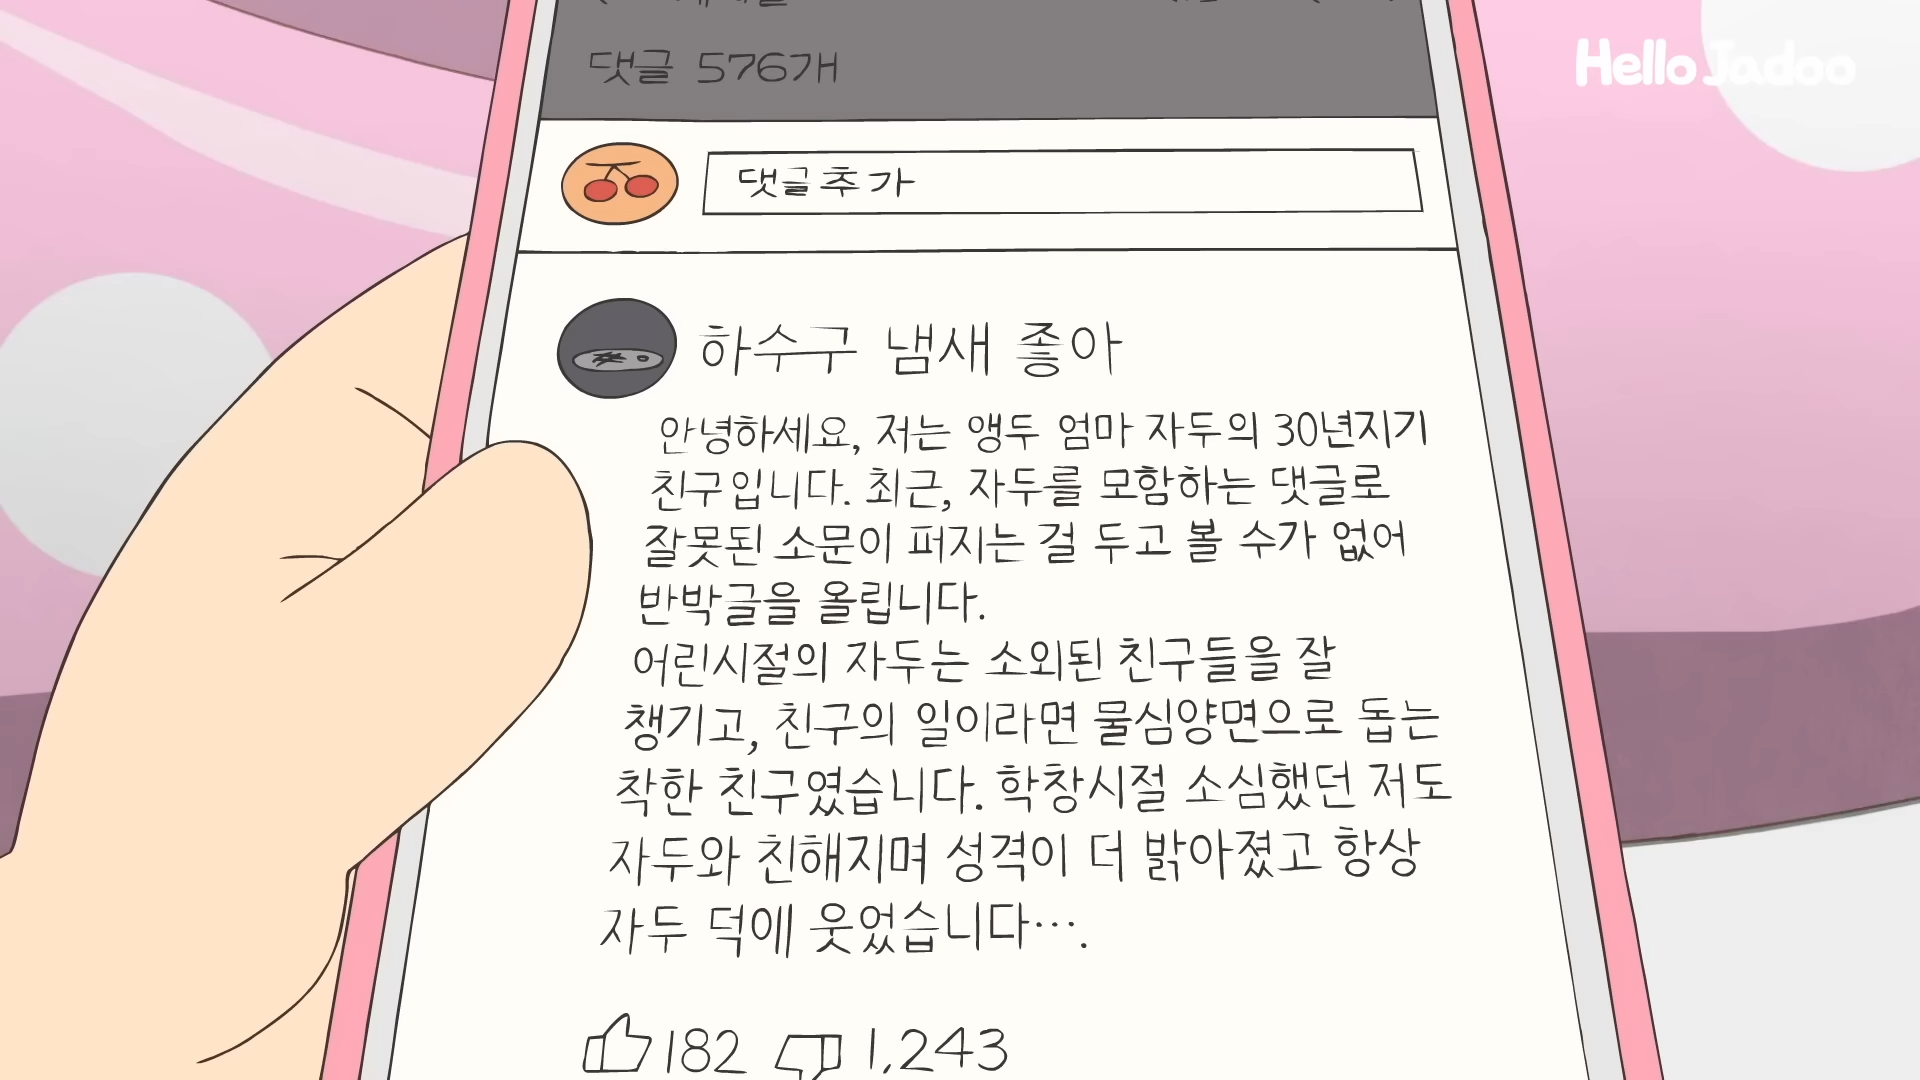 Hello Jadoo
댓글 576개
댓글추가
하수구 냄새 좋아
안녕하세요, 저는 앵두 엄마 자두의 30년지기
친구입니다. 최근, 자두를 모함하는 댓글로
잘못된 소문이 퍼지는 걸 두고 볼 수가 없어
반박글을 올립니다.
어린시절의 자두는 소외된 친구들을 잘
챙기고, 친구의 일이라면 물심양면으로 돕는
착한 친구였습니다. 학창시절 소심했던 저도
자두와 친해지며 성격이 더 밝아졌고 항상
자두 덕에 웃었습니다….
182 1,243